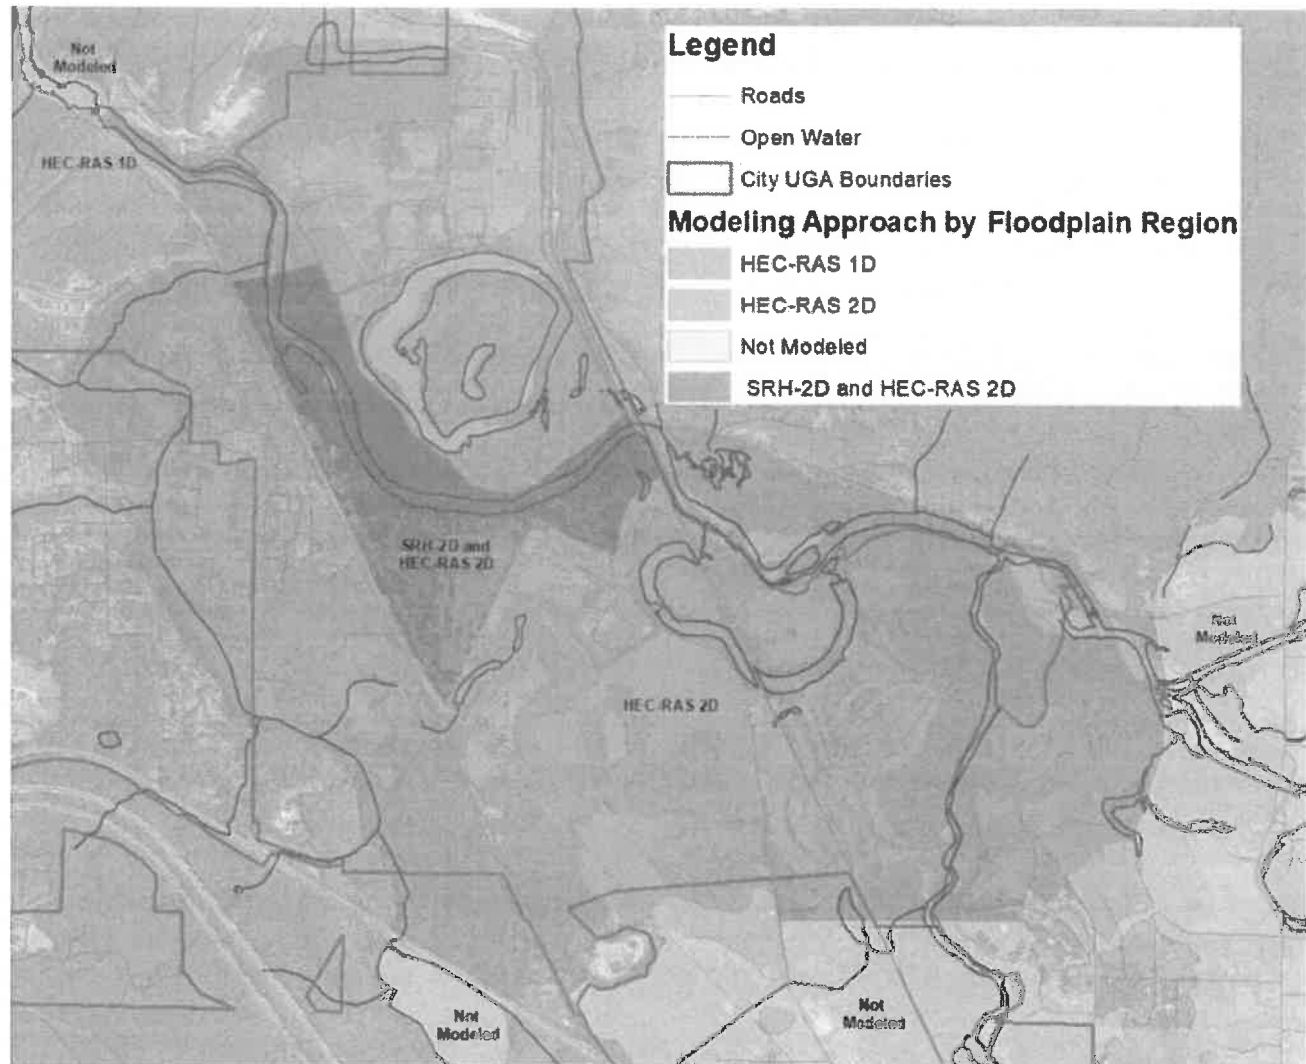 Not
Modeled
HEC-RAS 1D
Legend
Roads
Open Water
City UGA Boundaries
Modeling Approach by Floodplain Region
HEC-RAS 1D
HEC-RAS 2D
Not Modeled
SRH-2D and HEC-RAS 2D
SRH-2D and
HEC-RAS 2D
Not
Modeled
HEC-RAS 2D
Not
Modeled
Not
Modeled